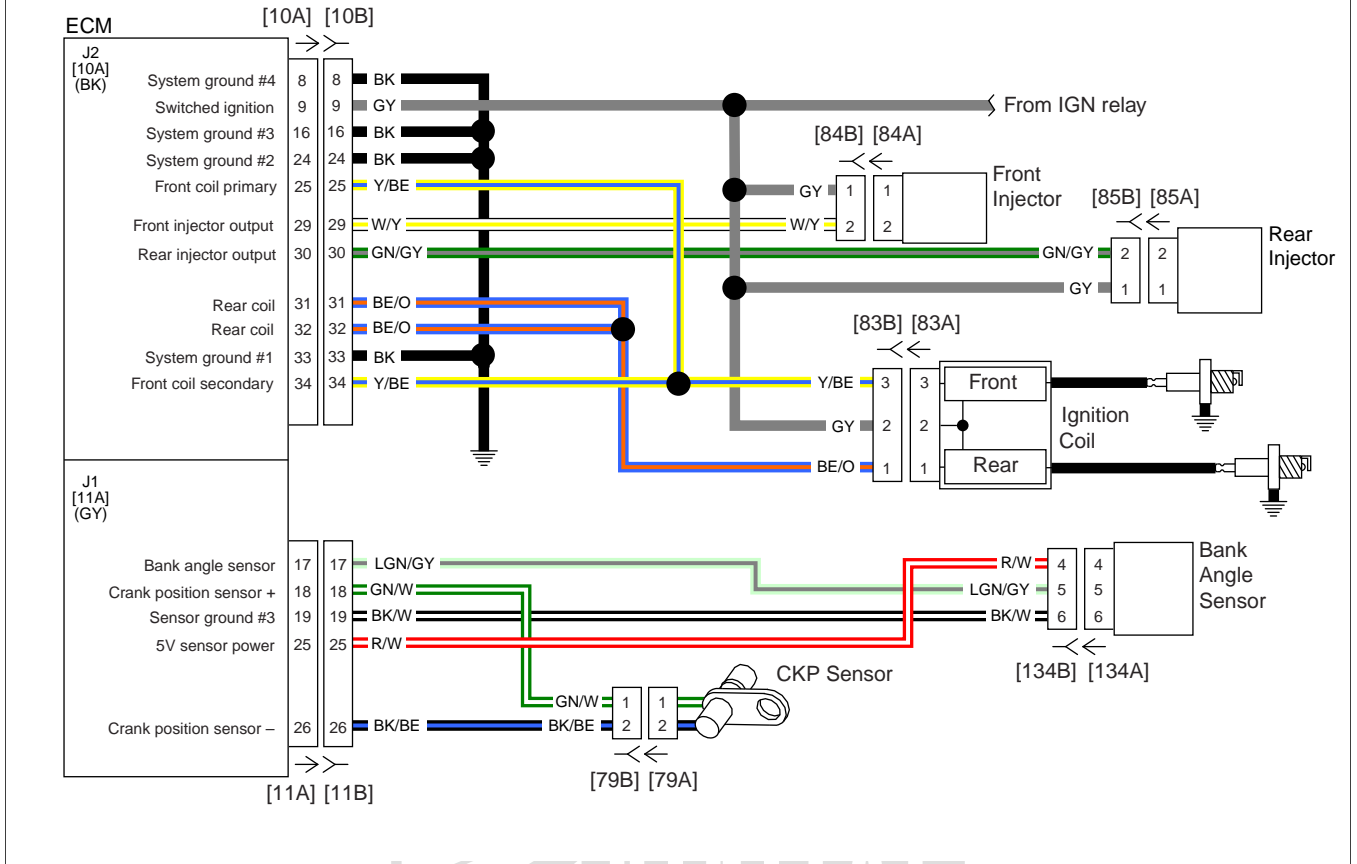 [10A] [10B]
ECM
J2
[10A]
(BK)
System ground #4 8 8 BK
Switched ignition 9 9 GY From IGN relay
System ground #3 16 16 BK [84B] [84A]
System ground #2 24 24 BK
Front coil primary 25 25 Y/BE GY 1 1 Front
Injector
[85B] [85A]
Front injector output 29 29 W/Y W/Y 2 2
Rear injector output 30 30 GN/GY GN/GY 2 2 Rear
Injector
GY 1 1
Rear coil 31 31 BE/O
[83B] [83A]
Rear coil 32 32 BE/O
System ground #1 33 33 BK
Front coil secondary 34 34 Y/BE Y/BE 3 3 Front
GY 2 2 Ignition
Coil
BE/O 1 1 Rear
J1
[11A]
(GY)
Bank angle sensor 17 17 LGN/GY R/W 4 4 Bank
Angle
Sensor
Crank position sensor + 18 18 GN/W LGN/GY 5 5
Sensor ground #3 19 19 BK/W BK/W 6 6
5V sensor power 25 25 R/W
[134B] [134A]
CKP Sensor
GN/W 1 1
Crank position sensor – 26 26 BK/BE BK/BE 2 2
[79B] [79A]
[11A] [11B]